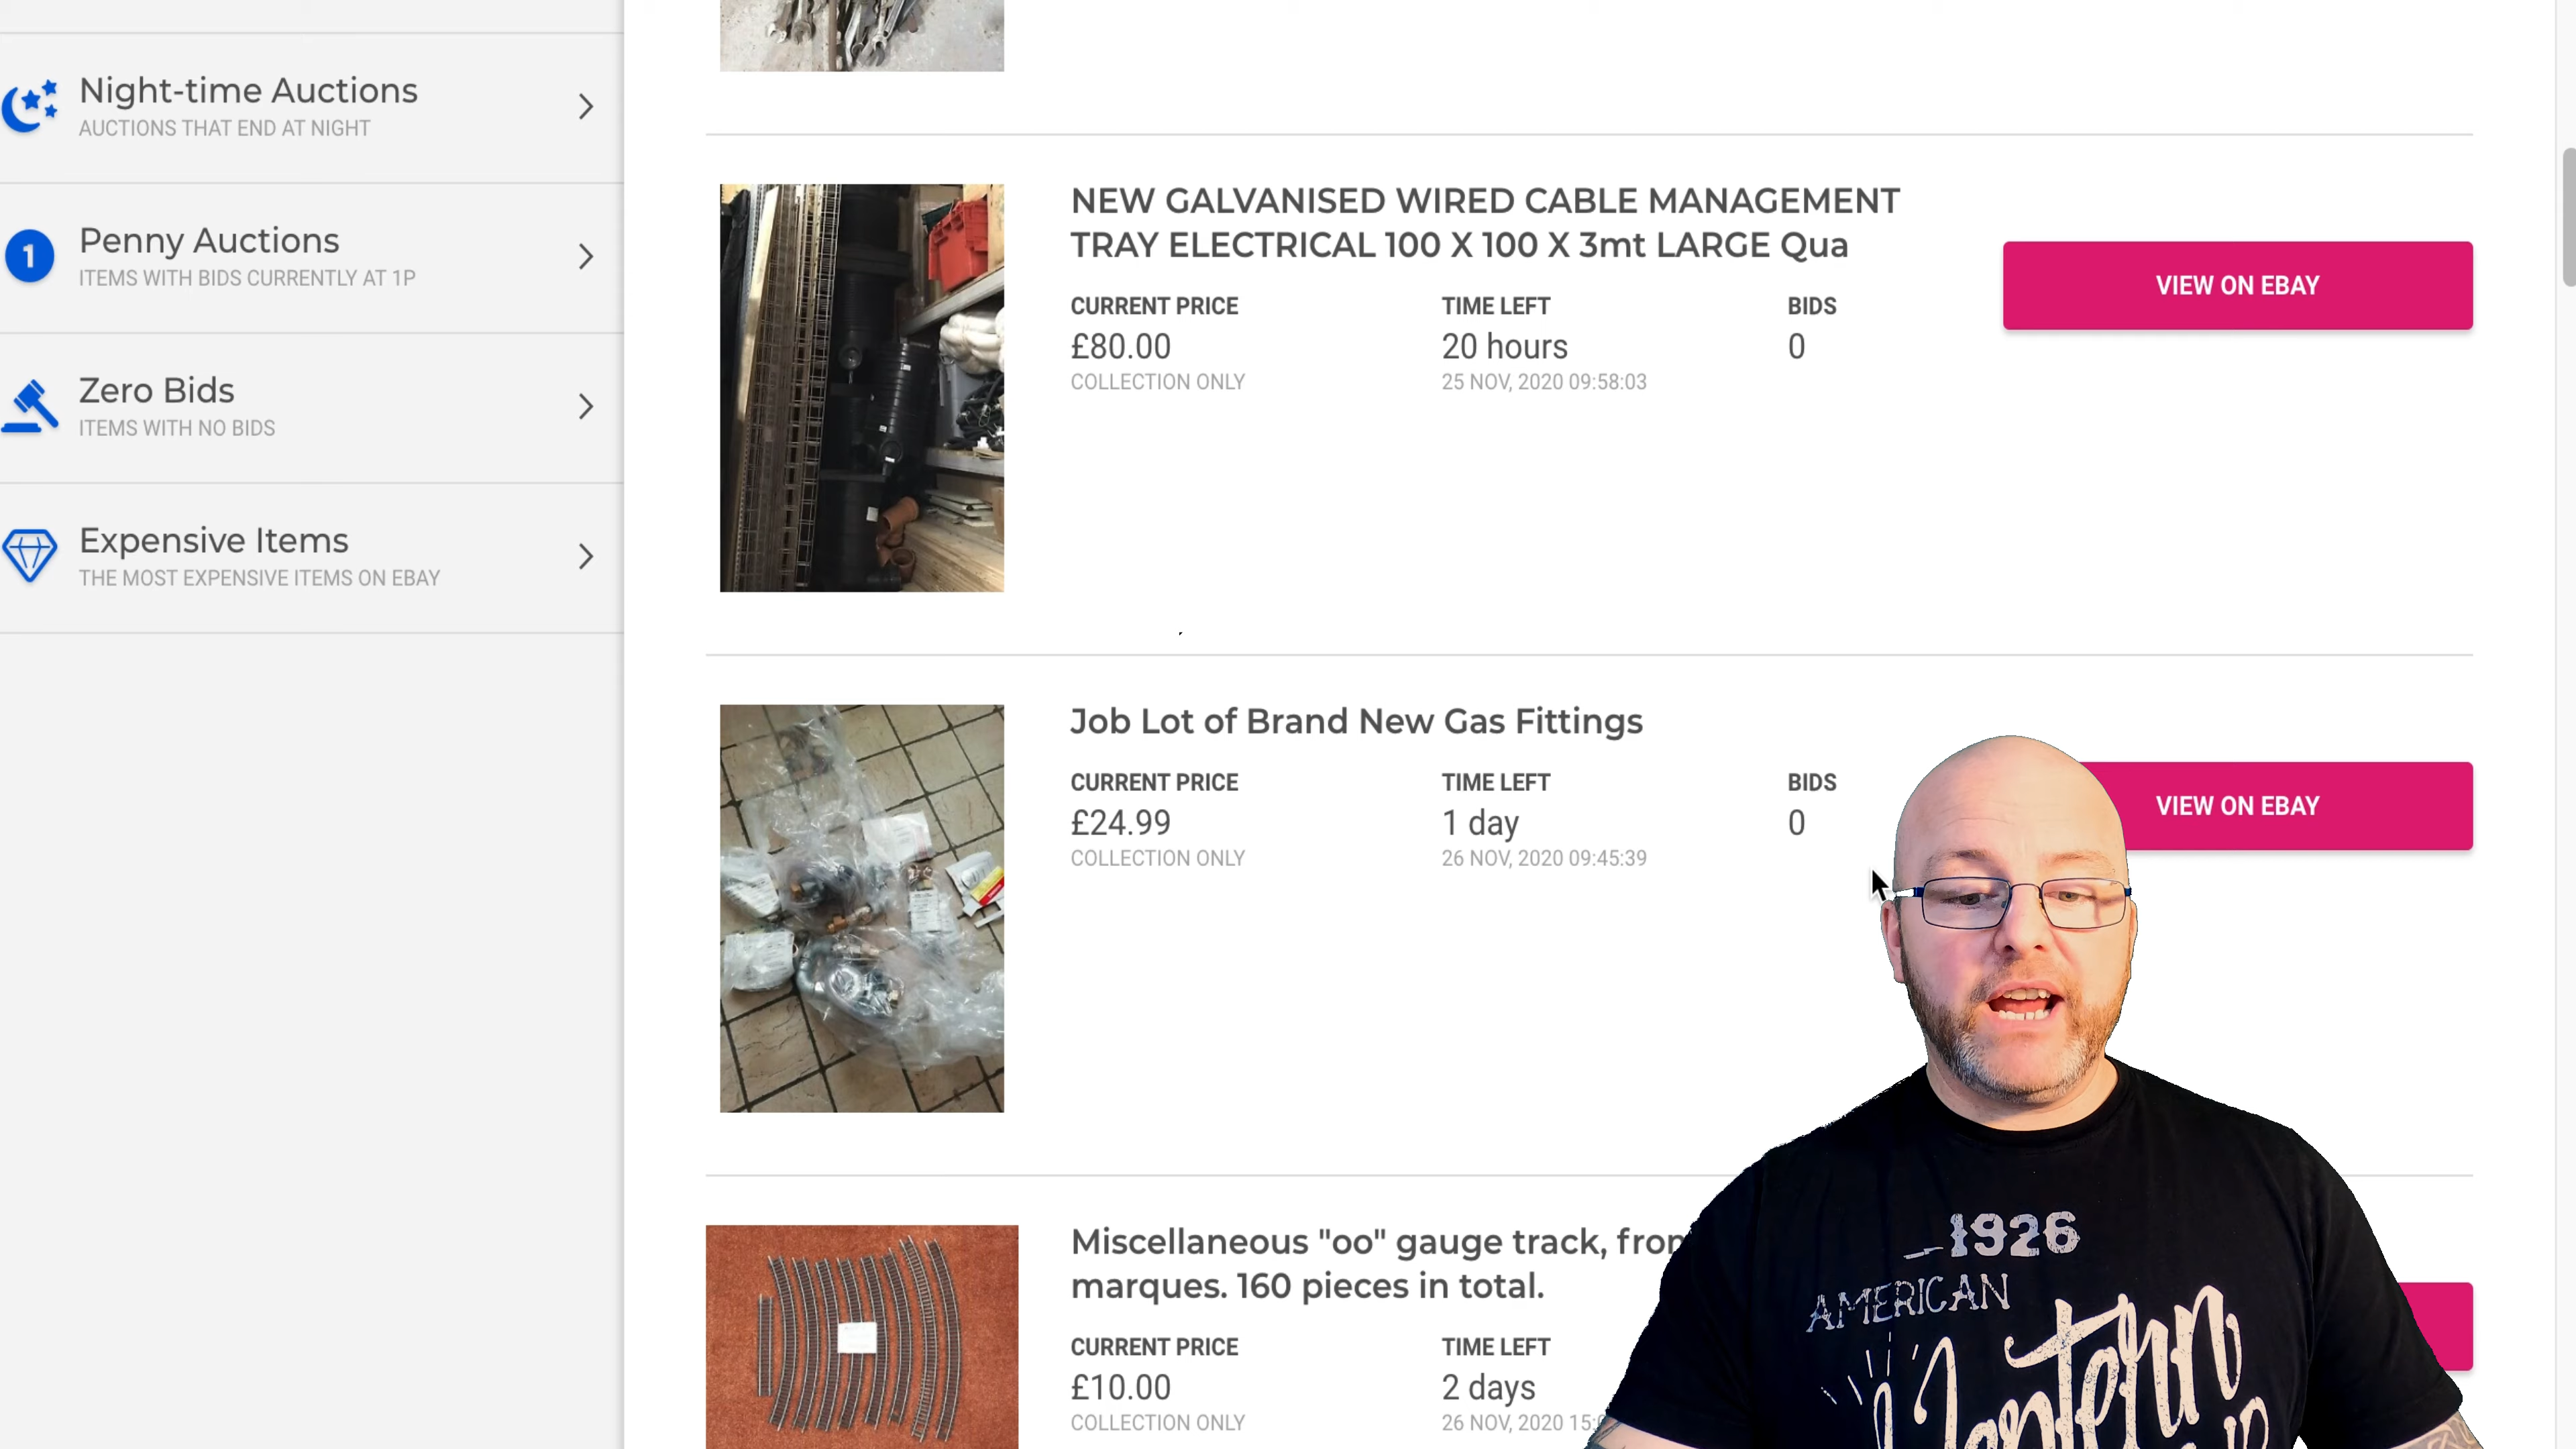 Night-time Auctions
AUCTIONS THAT END AT NIGHT
1
Penny Auctions
ITEMS WITH BIDS CURRENTLY AT 1P
Zero Bids
ITEMS WITH NO BIDS
Expensive Items
THE MOST EXPENSIVE ITEMS ON EBAY
NEW GALVANISED WIRED CABLE MANAGEMENT
TRAY ELECTRICAL 100 X 100 X 3mt LARGE Qua
CURRENT PRICE
£80.00
COLLECTION ONLY
TIME LEFT
20 hours
25 NOV, 2020 09:58:03
BIDS
0
VIEW ON EBAY
Job Lot of Brand New Gas Fittings
CURRENT PRICE
£24.99
COLLECTION ONLY
TIME LEFT
1 day
26 NOV, 2020 09:45:39
BIDS
0
VIEW ON EBAY
Miscellaneous "oo" gauge track,
marques. 160 pieces in total.
CURRENT PRICE
£10.00
COLLECTION ONLY
TIME LEFT
2 days
26 NOV, 2020
1926
AMERICAN